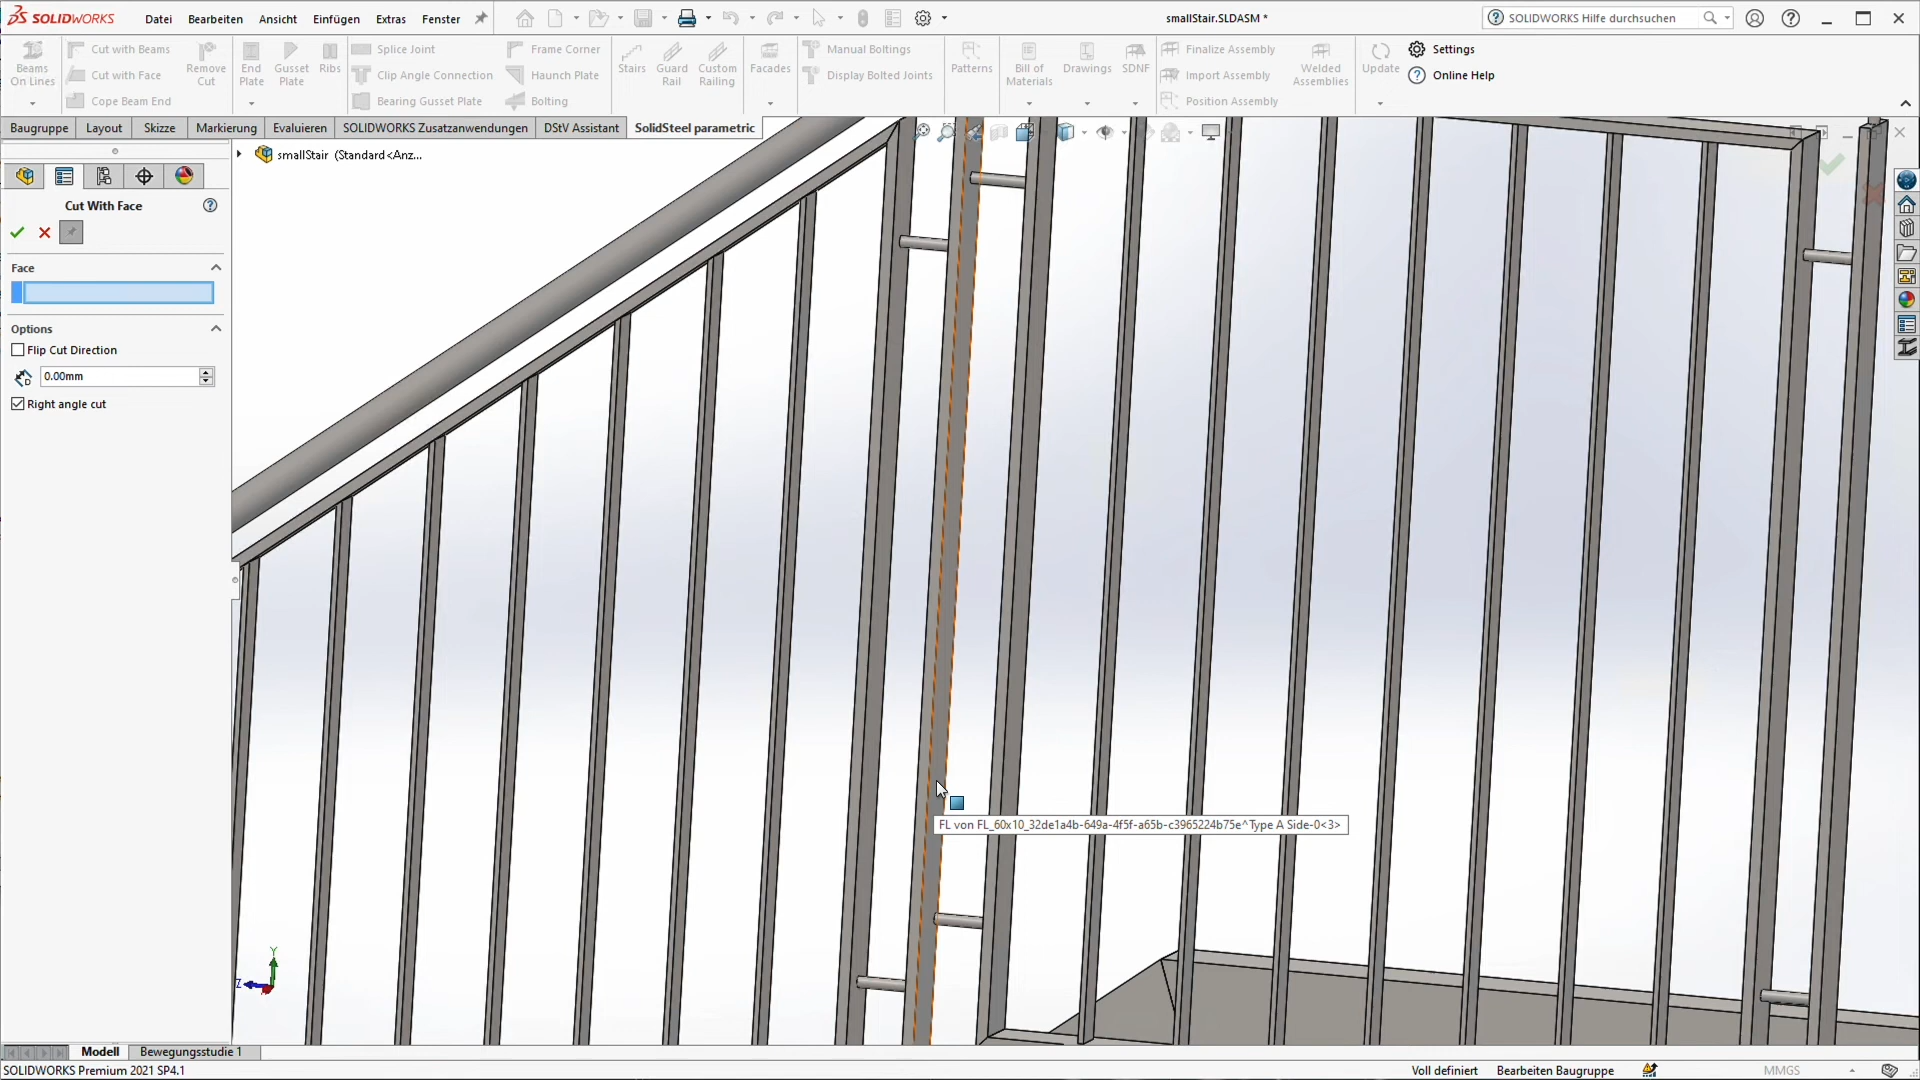 SOLIDWORKS Datei Bearbeiten Ansicht Einfügen Extras Fenster smallStair.SLDASM * SOLIDWORKS Hilfe durchsuchen
Beams On Lines
Cut with Beams
Cut with Face
Cope Beam End
Remove Cut
End Plate
Gusset Plate
Ribs
Splice Joint
Clip Angle Connection
Bearing Gusset Plate
Frame Corner
Haunch Plate
Bolting
Stairs
Guard Rail
Custom Railing
Facades
Manual Boltings
Display Bolted Joints
Patterns
Bill of Materials
Drawings
SDNF
Finalize Assembly
Import Assembly
Position Assembly
Welded Assemblies
Update
Settings
Online Help
Baugruppe Layout Skizze Markierung Evaluieren SOLIDWORKS Zusatzanwendungen DStV Assistant SolidSteel parametric
smallStair (Standard<Anz...
Cut With Face
Face
Options
Flip Cut Direction
0.00mm
Right angle cut
FL von FL_60x10_32de1a4b-649a-4f5f-a65b-c3965224b75e^Type A Side-0<3>
Y
Z
Modell Bewegungsstudie 1
SOLIDWORKS Premium 2021 SP4.1 Voll definiert Bearbeiten Baugruppe MMGS